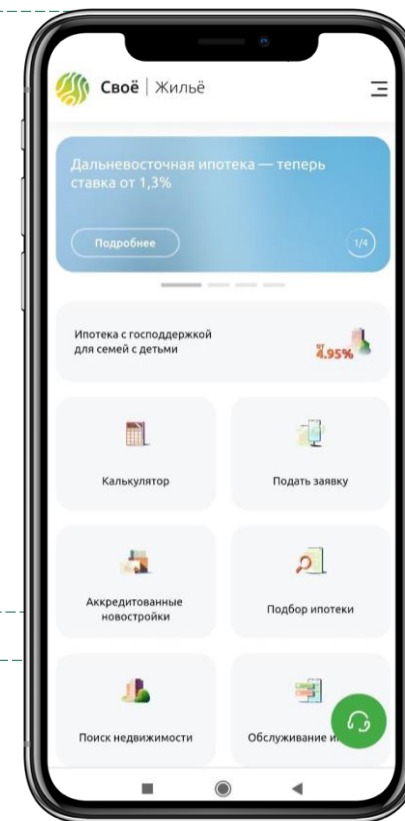 Своё | Жильё
Дальневосточная ипотека — теперь
ставка от 1,3%
Подробнее
1/4
Ипотека с господдержкой
для семей с детьми
от
4.95%
Калькулятор
Подать заявку
Аккредитованные
новостройки
Подбор ипотеки
Поиск недвижимости
Обслуживание и